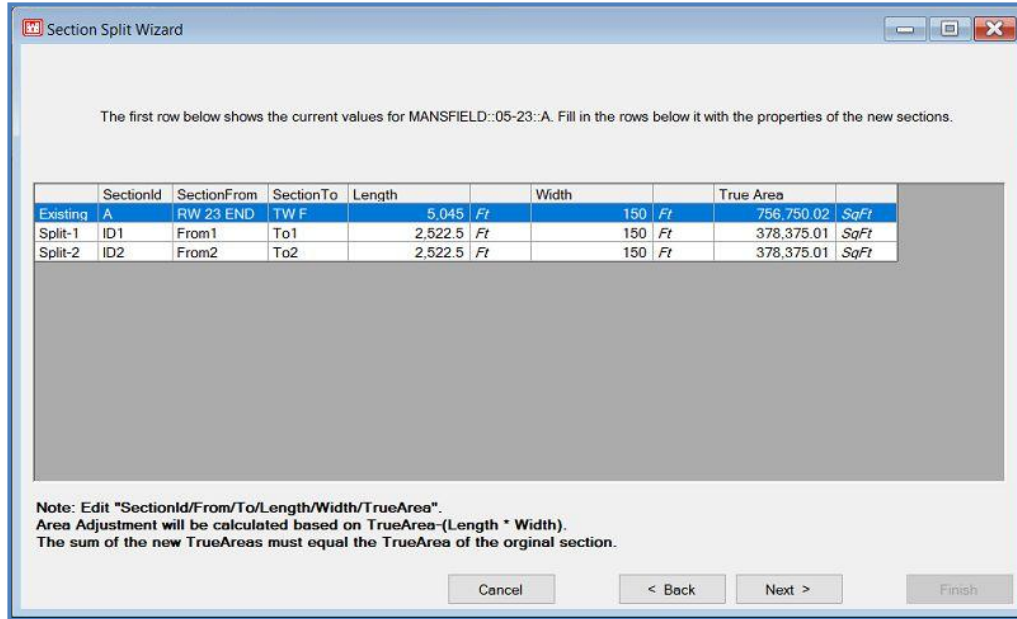 Section Split Wizard
The first row below shows the current values for MANSFIELD::05-23::A. Fill in the rows below it with the properties of the new sections.
SectionId SectionFrom SectionTo Length Width True Area
Existing A RW 23 END TW F 5,045 Ft 150 Ft 756,750.02 SqFt
Split-1 ID1 From1 To1 2,522.5 Ft 150 Ft 378,375.01 SqFt
Split-2 ID2 From2 To2 2,522.5 Ft 150 Ft 378,375.01 SqFt
Note: Edit "SectionId/From/To/Length/Width/TrueArea".
Area Adjustment will be calculated based on TrueArea-(Length * Width).
The sum of the new TrueAreas must equal the TrueArea of the orginal section.
Cancel < Back Next > Finish